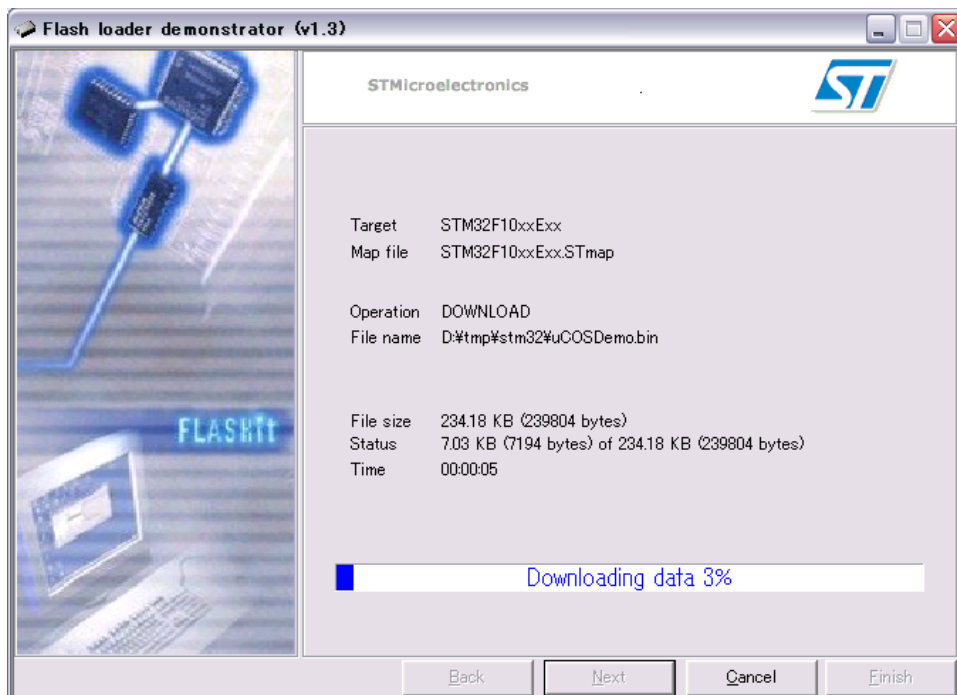 Flash loader demonstrator (v1.3)
STMicroelectronics
ST
Target STM32F10xxExx
Map file STM32F10xxExx.STmap
Operation DOWNLOAD
File name D:¥tmp¥stm32¥uCOSDemo.bin
File size 234.18 KB (239804 bytes)
Status 7.03 KB (7194 bytes) of 234.18 KB (239804 bytes)
Time 00:00:05
FLASHit
Downloading data 3%
Back Next Cancel Finish